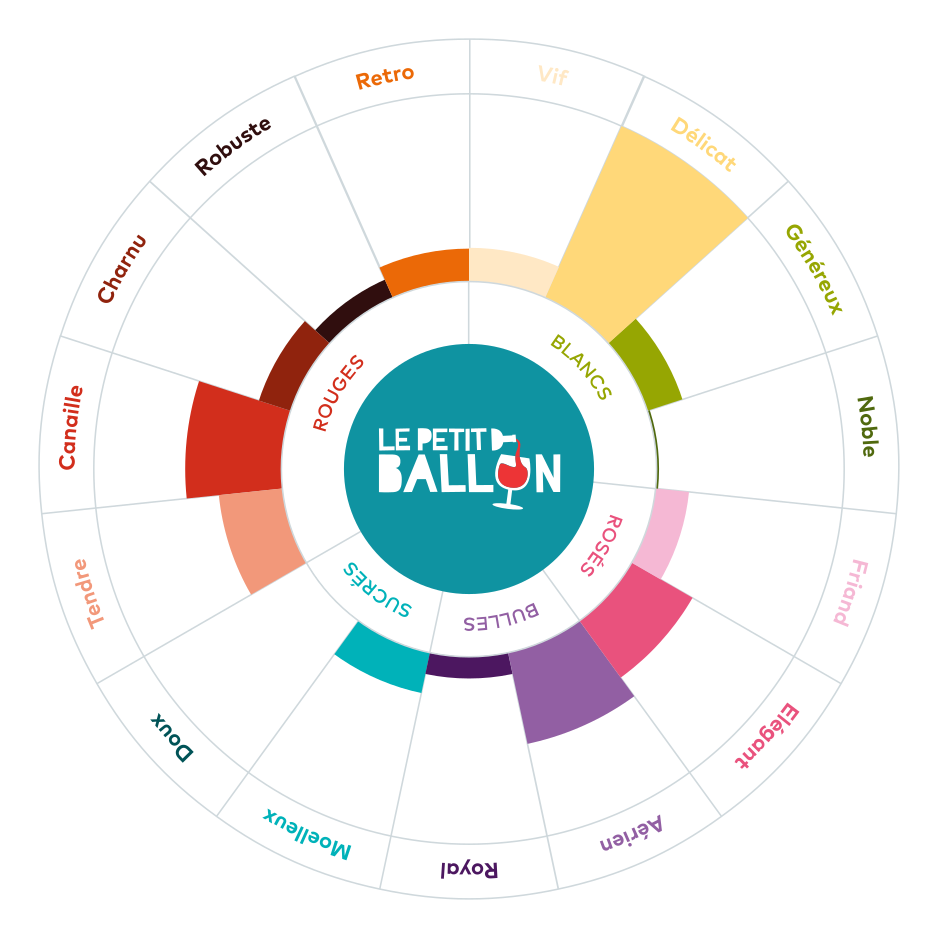 Retro
Vif
Délicat
Généreux
Noble
Friand
Elégant
Aérien
Royal
Moelleux
Doux
Tendre
Canaille
Charnu
Robuste
ROUGES
BLANCS
ROSÉS
BULLES
SUCRÉS
LE PETIT
BALLON